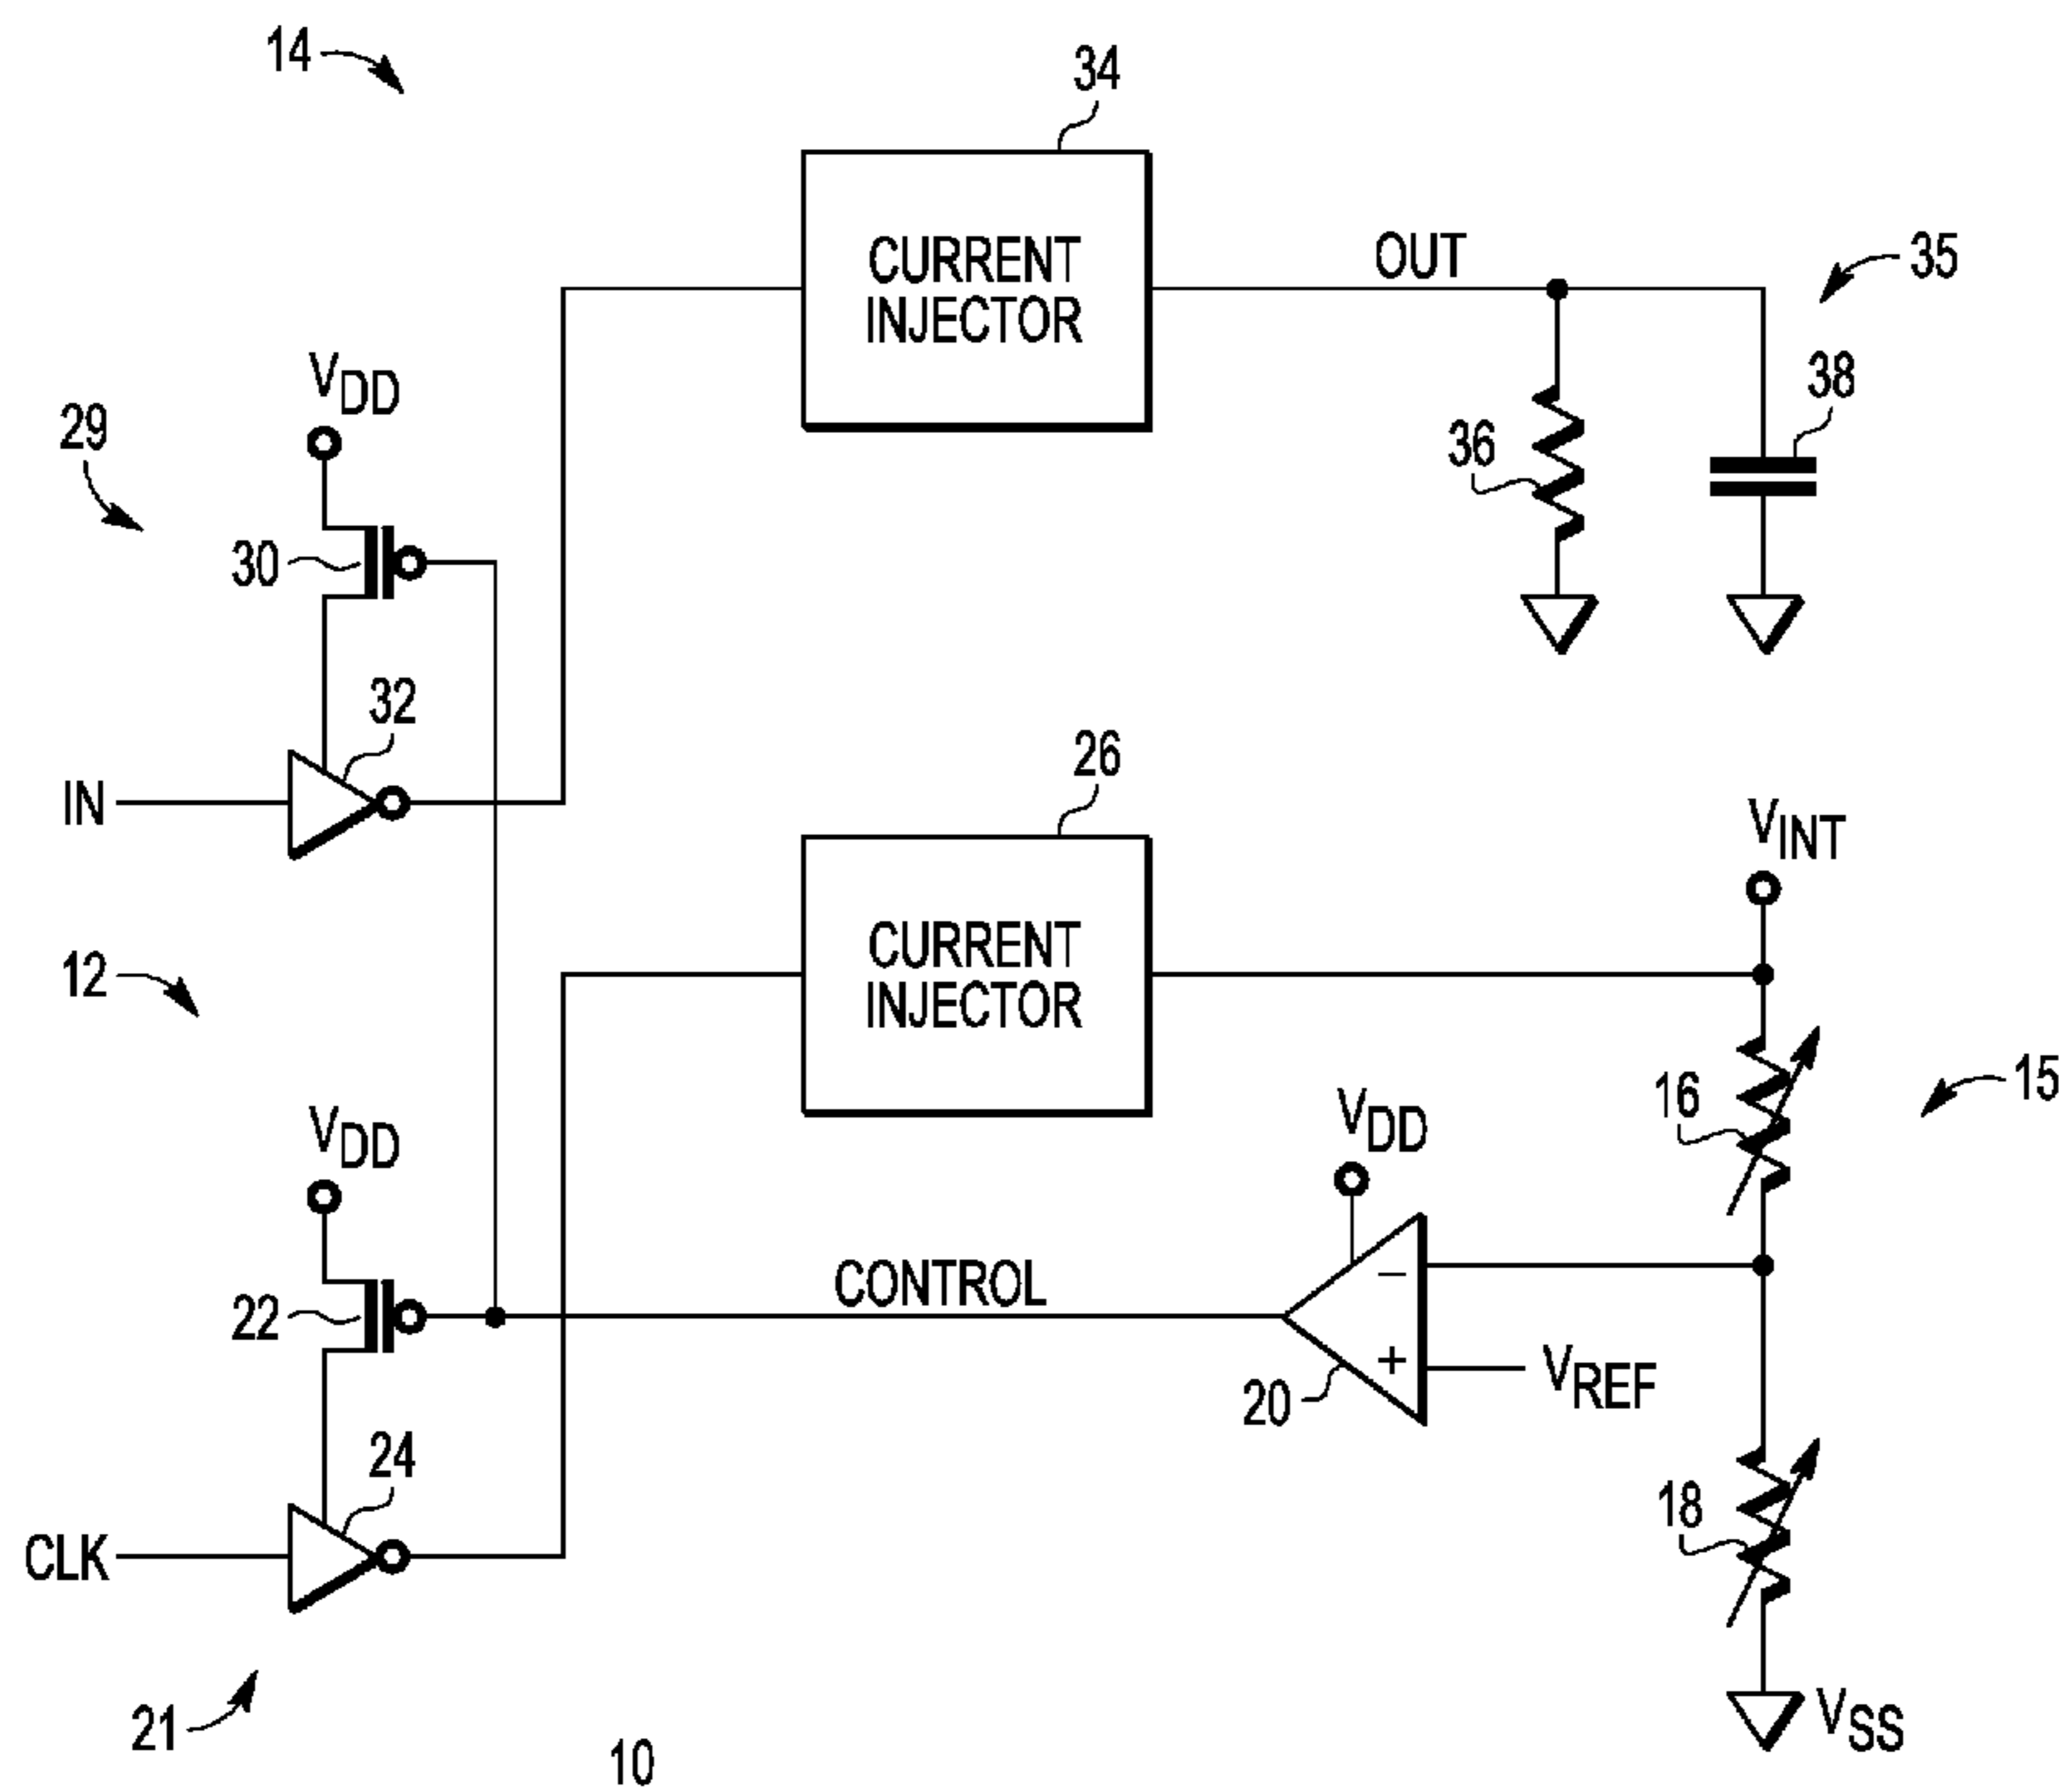 14
34
CURRENT
INJECTOR
OUT
35
38
VDD
29
36
30
32
IN
26
VINT
12
CURRENT
INJECTOR
16
15
VDD
VDD
22
CONTROL
−
+
VREF
20
24
18
CLK
21
VSS
10